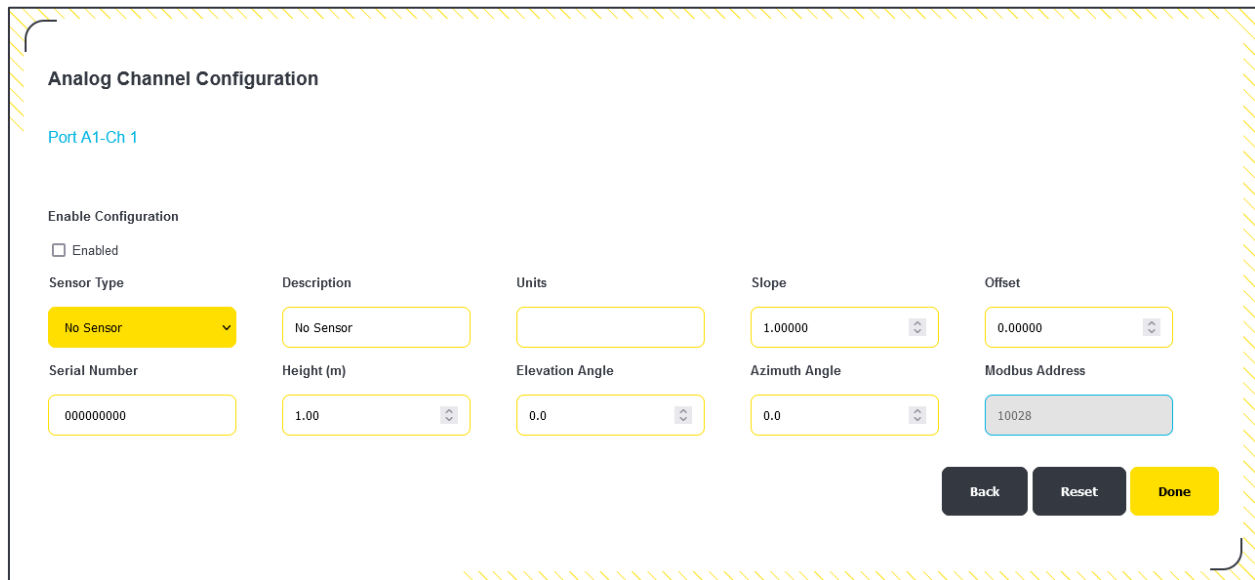 Analog Channel Configuration
Port A1-Ch 1
Enable Configuration
Enabled
Sensor Type Description Units Slope Offset
No Sensor No Sensor 1.00000 0.00000
Serial Number Height (m) Elevation Angle Azimuth Angle Modbus Address
000000000 1.00 0.0 0.0 10028
Back Reset Done